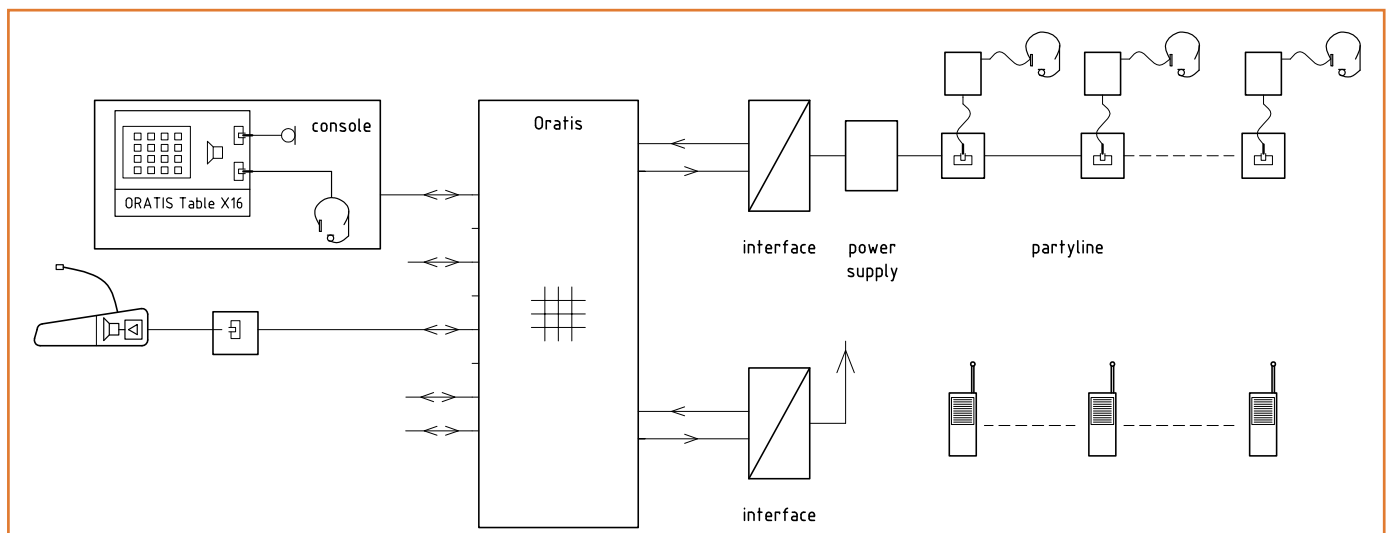 console
Oratis
ORATIS Table X16
interface
power
supply
partyline
interface